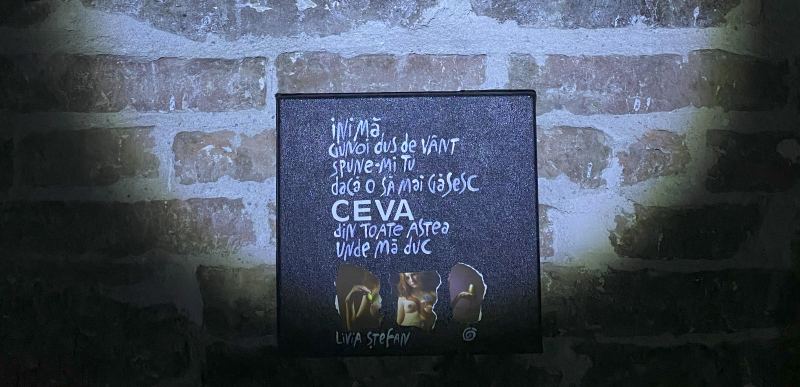 iNiMĂ,
GUNOi dUS de VÂNT
SPUNE-Mi TU
dACĂ O SĂ MAi GĂSeSC
CEVA
diN TOATE ASTEA
UNDE MĂ dUC
LiViA ȘTeFAN